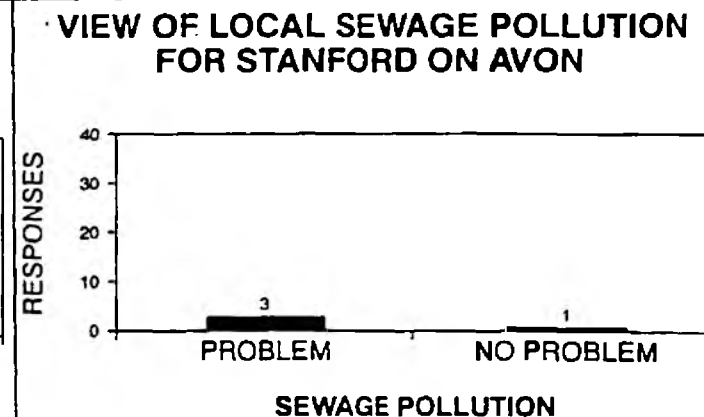 VIEW OF LOCAL SEWAGE POLLUTION
FOR STANFORD ON AVON
RESPONSES
40
30
20
10
0
3
1
PROBLEM
NO PROBLEM
SEWAGE POLLUTION